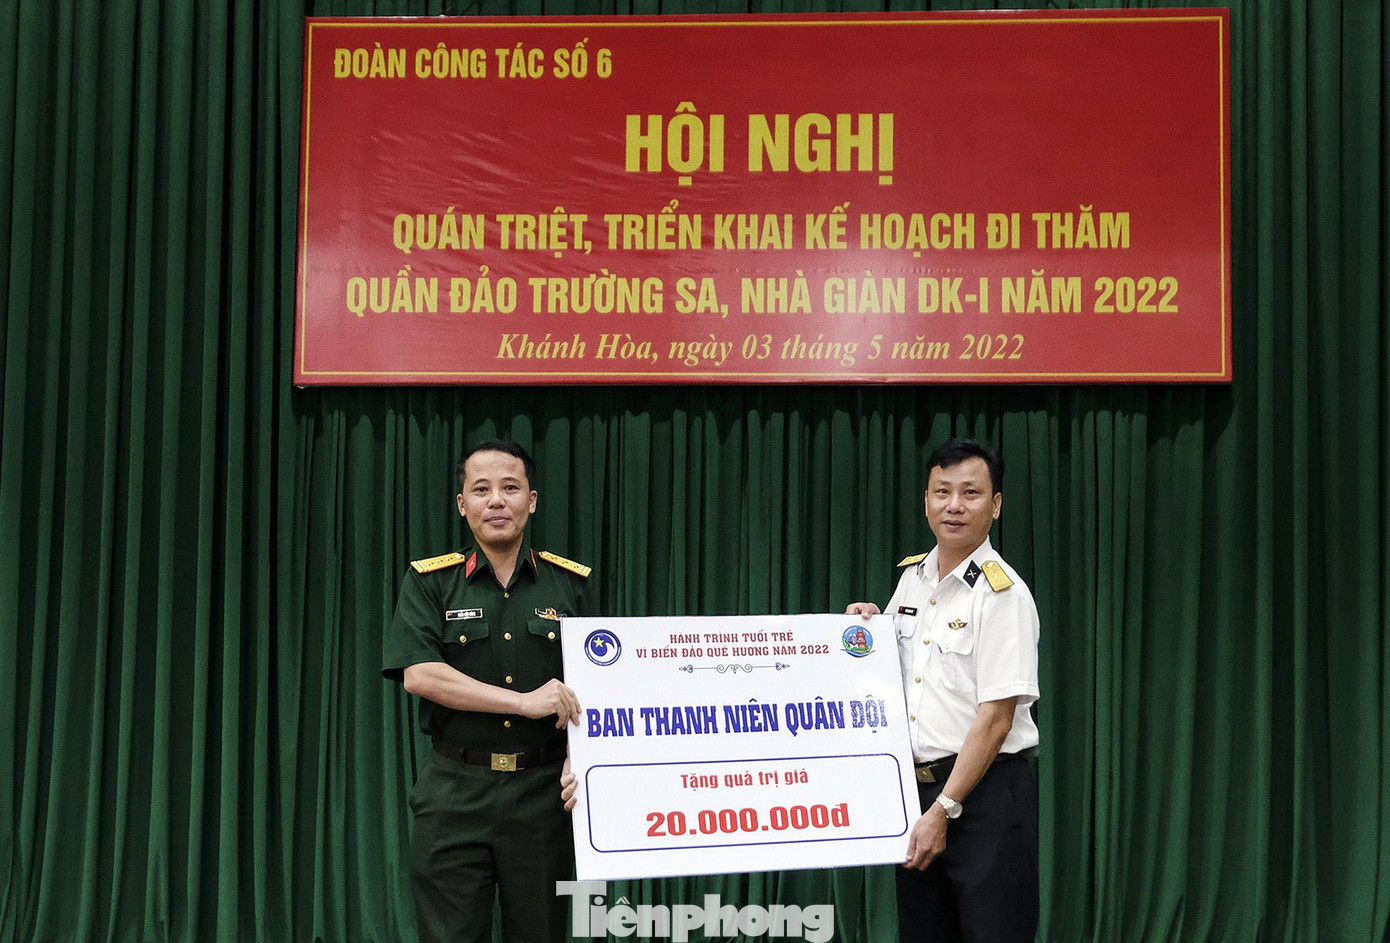 ĐOÀN CÔNG TÁC SỐ 6
HỘI NGHỊ
QUÁN TRIỆT, TRIỂN KHAI KẾ HOẠCH ĐI THĂM
QUẦN ĐẢO TRƯỜNG SA, NHÀ GIÀN DK-I NĂM 2022
Khánh Hòa, ngày 03 tháng 5 năm 2022
HÀNH TRÌNH TUỔI TRẺ
VÌ BIỂN ĐẢO QUÊ HƯƠNG NĂM 2022
BAN THANH NIÊN QUÂN ĐỘI
Tặng quà trị giá
20.000.000đ
Tiênphong